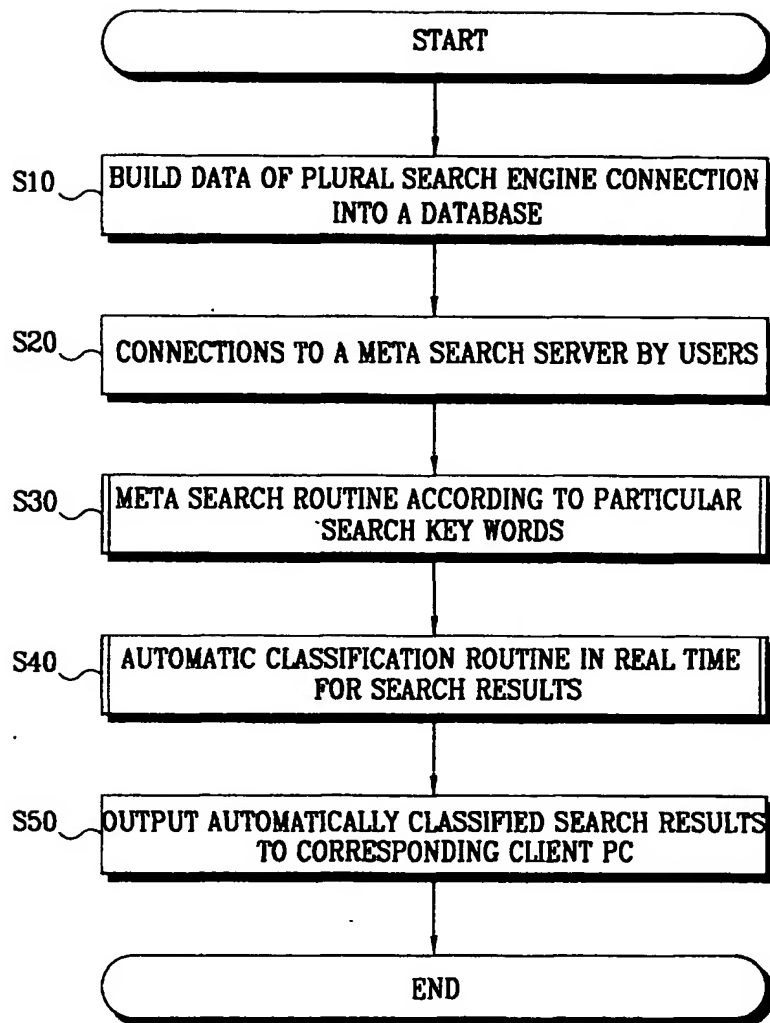 START
S10
BUILD DATA OF PLURAL SEARCH ENGINE CONNECTION
INTO A DATABASE
S20
CONNECTIONS TO A META SEARCH SERVER BY USERS
S30
META SEARCH ROUTINE ACCORDING TO PARTICULAR
SEARCH KEY WORDS
S40
AUTOMATIC CLASSIFICATION ROUTINE IN REAL TIME
FOR SEARCH RESULTS
S50
OUTPUT AUTOMATICALLY CLASSIFIED SEARCH RESULTS
TO CORRESPONDING CLIENT PC
END